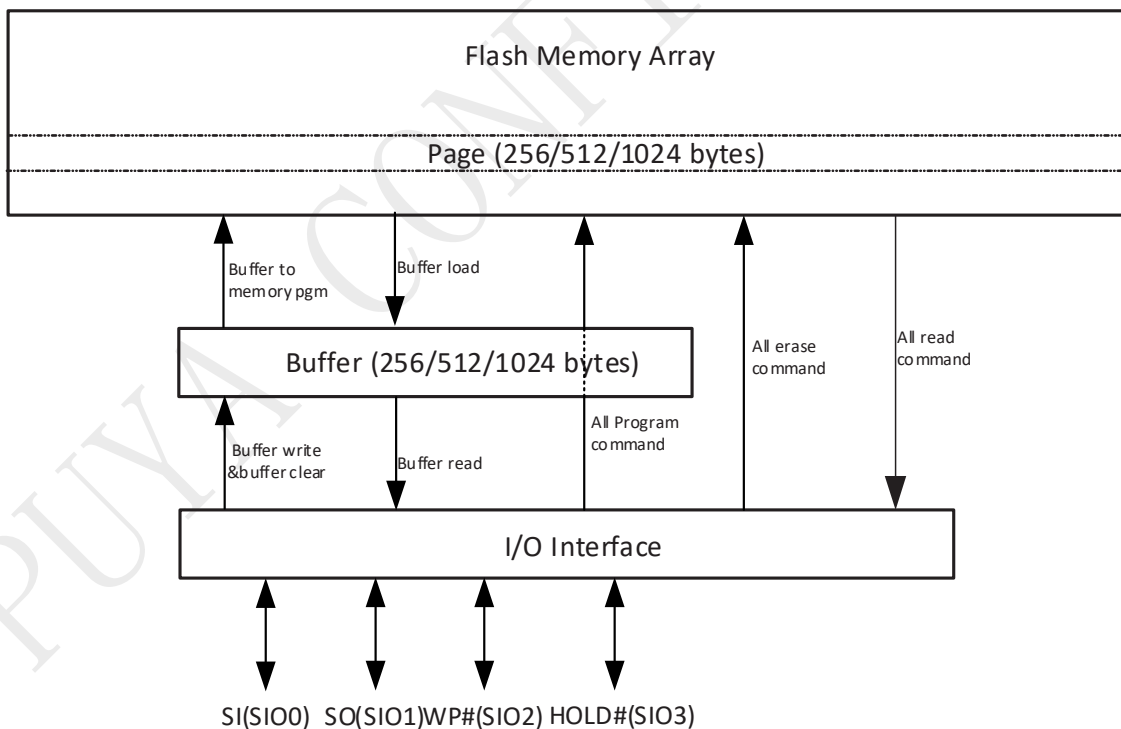 Flash Memory Array
Page (256/512/1024 bytes)
Buffer to
memory pgm
Buffer load
All erase
command
All read
command
Buffer (256/512/1024 bytes)
All Program
command
Buffer write
&buffer clear
Buffer read
I/O Interface
SI(SIO0) SO(SIO1) WP#(SIO2) HOLD#(SIO3)
PUYA CONF